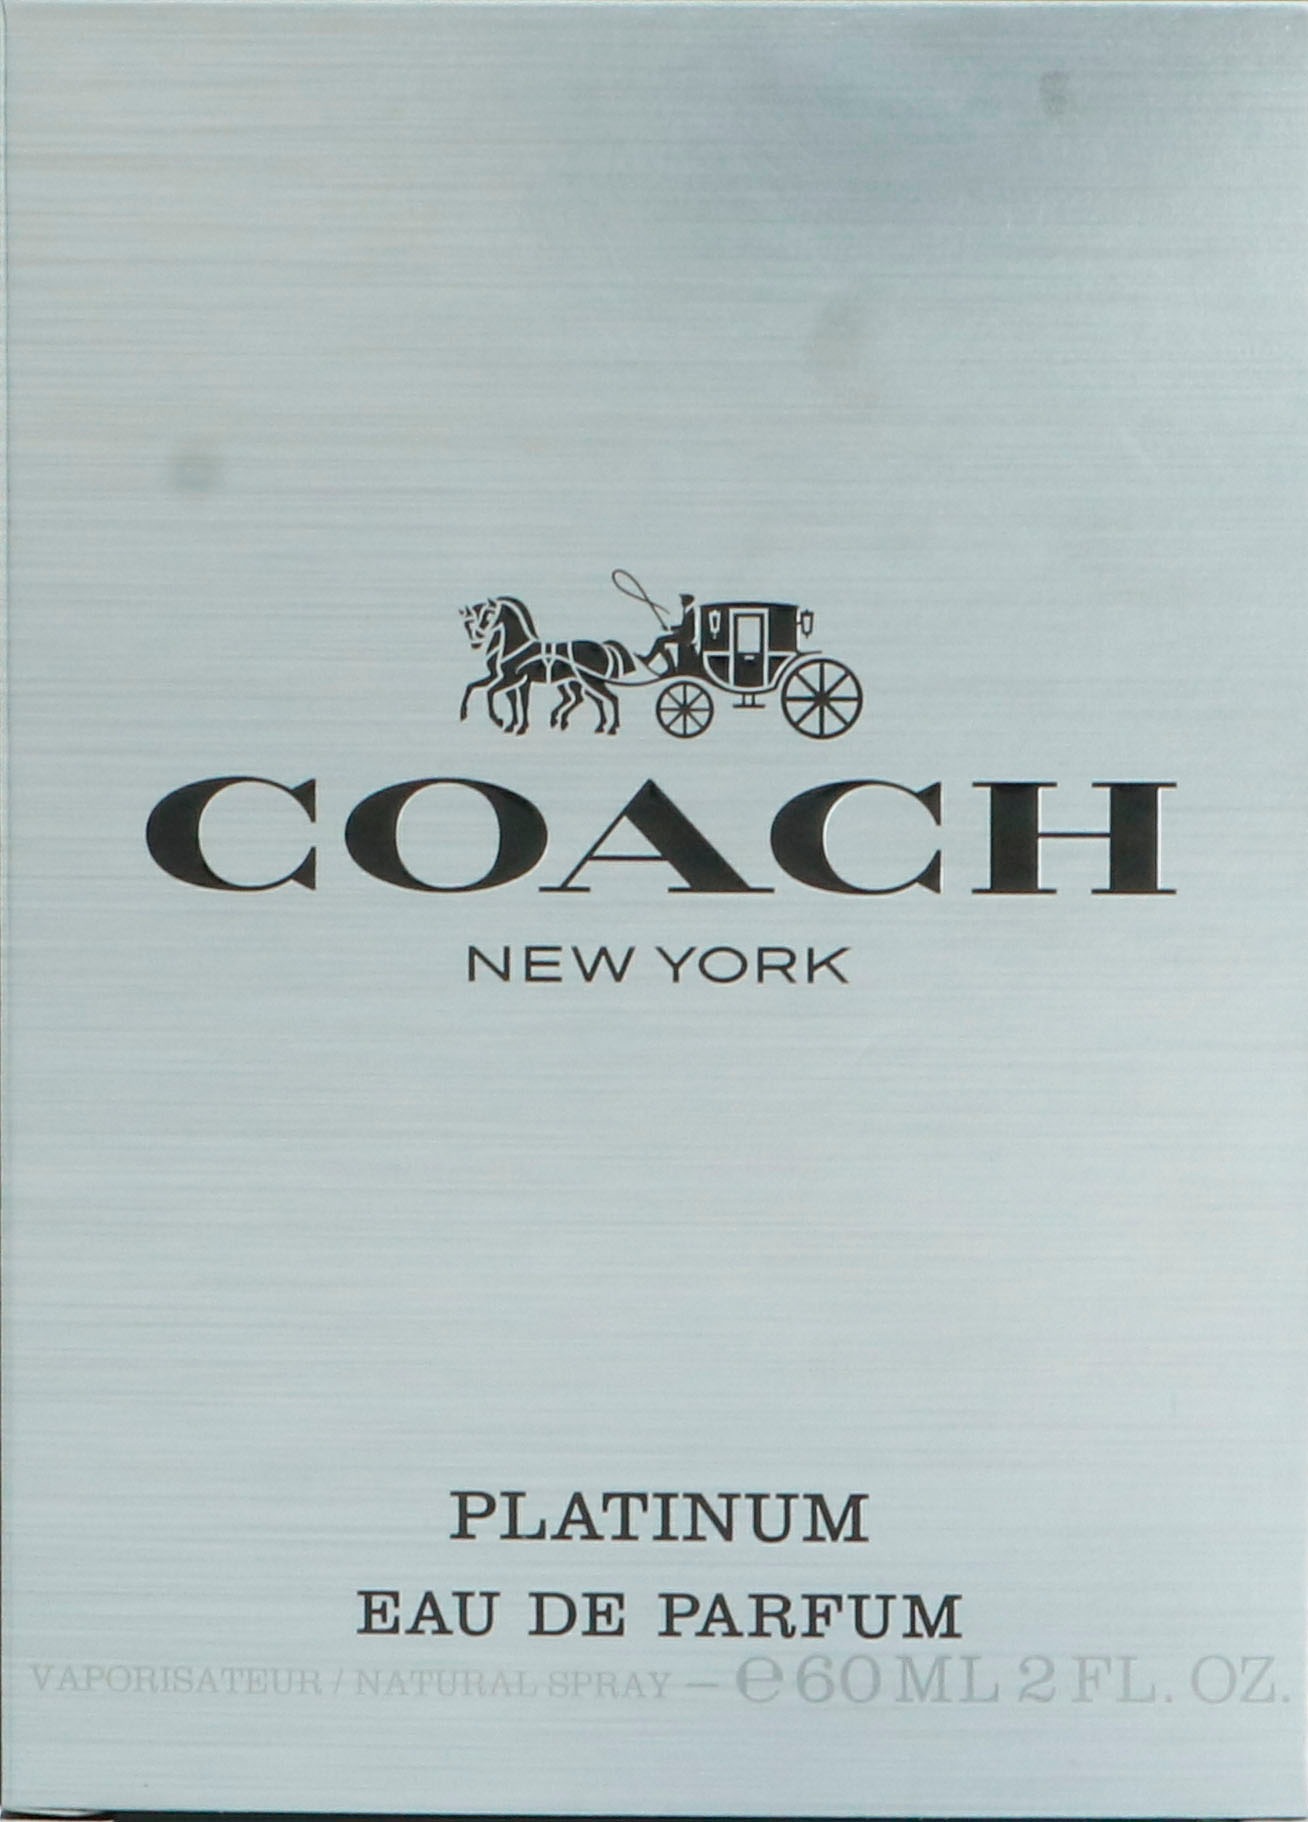 COACH
NEW YORK
PLATINUM
EAU DE PARFUM
VAPORISATEUR / NATURAL SPRAY – ℮60 ML 2 FL. OZ.